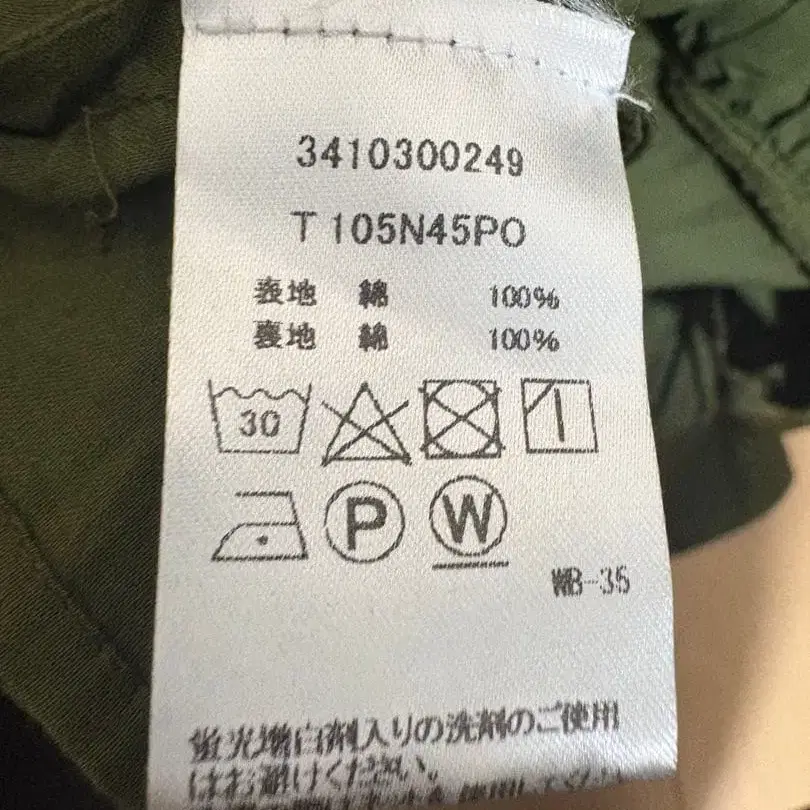 3410300249
T105N45PO
表地 綿 100%
裏地 綿 100%
30
P W
WB-35
蛍光増白剤入りの洗剤のご使用
はお避けください。